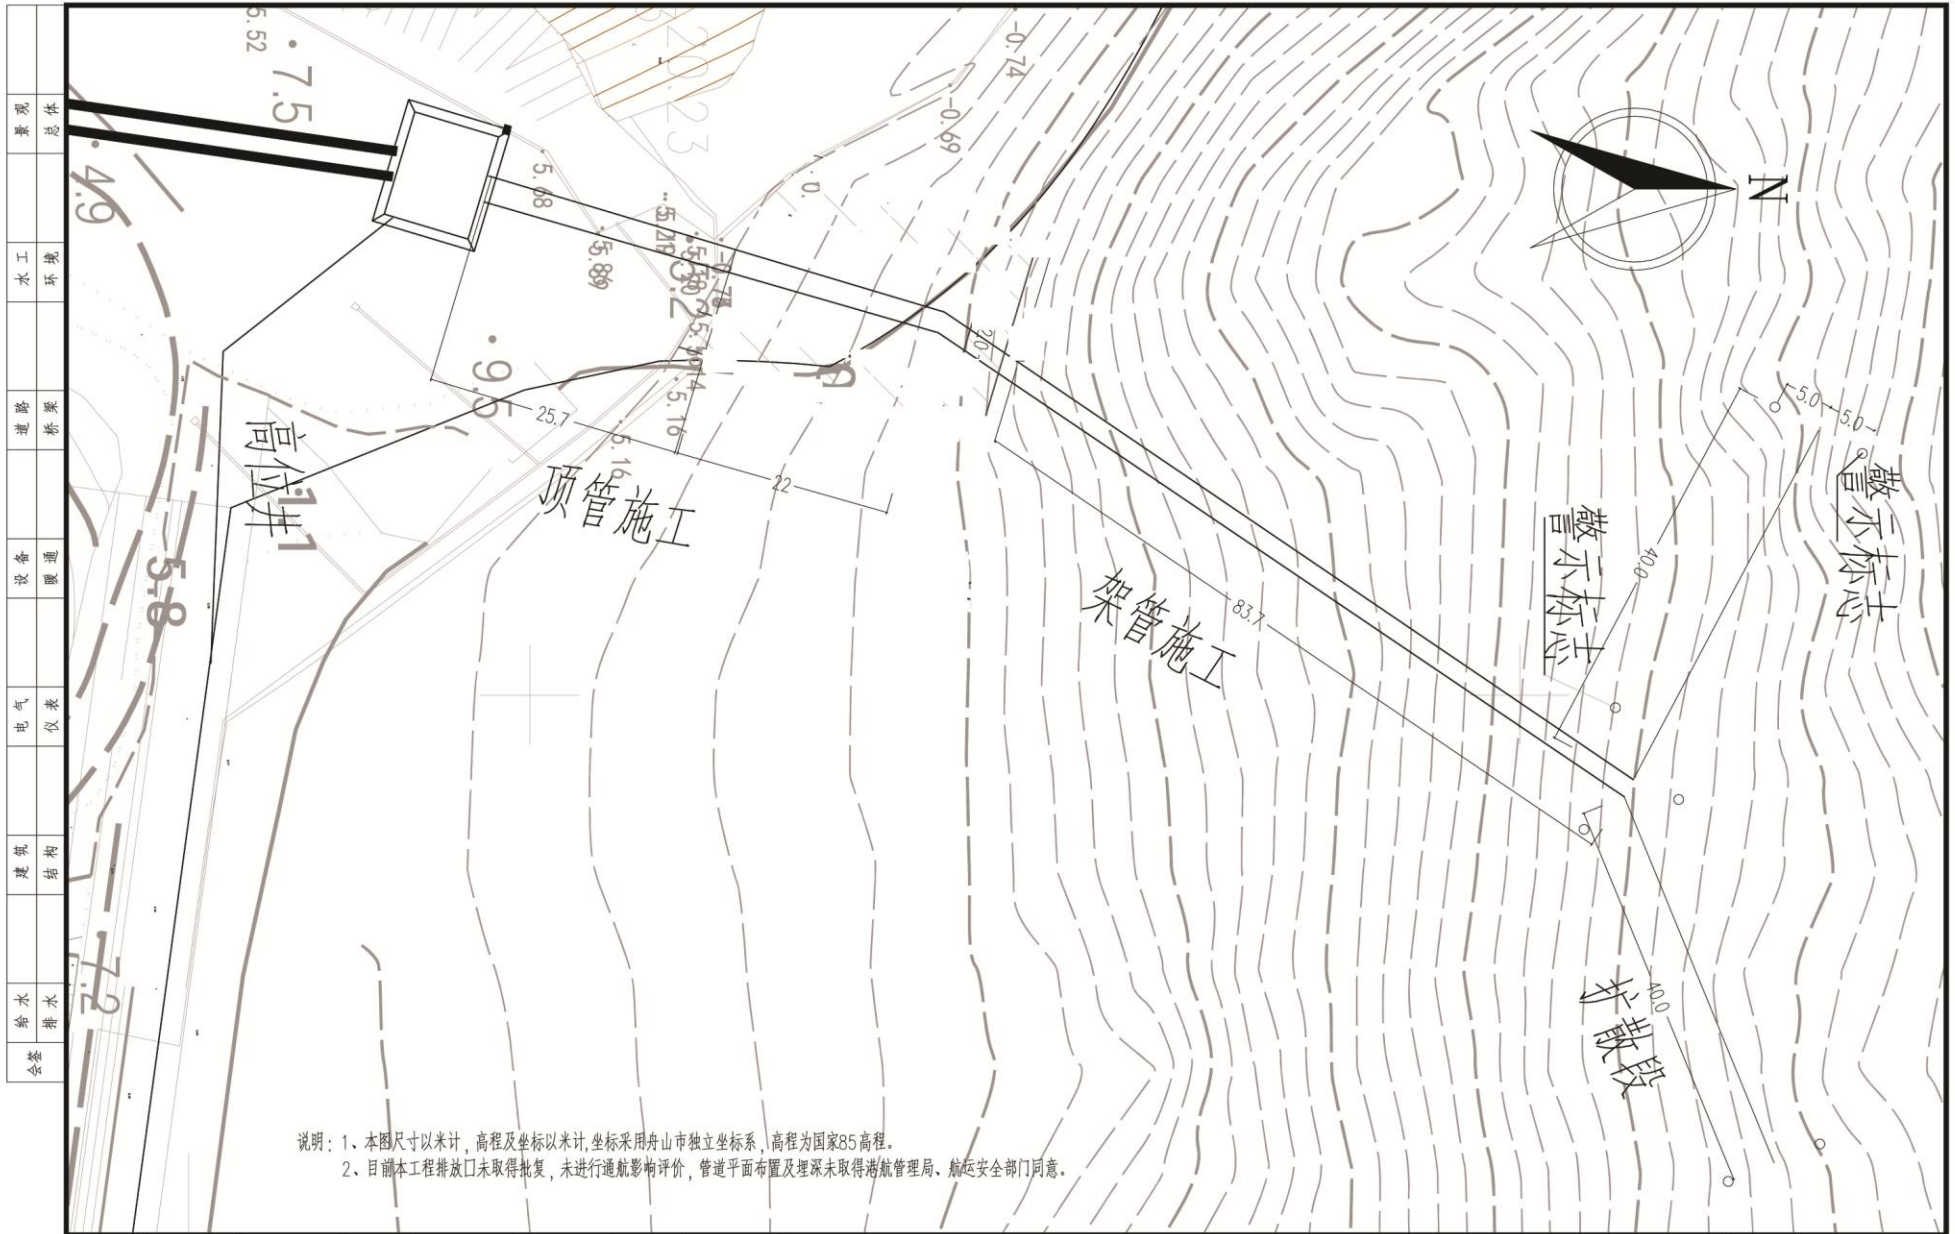 景观
总体
水工
环境
道路
桥梁
设备
暖通
电气
仪表
建筑
结构
给水
排水
会签
5.52
7.5
4.9
20.23
-0.74
-0.69
5.68
N
9.5
5.16
5.16
25.7
22
20
高位井
顶管施工
11.1
5.8
架管施工
83.7
40.0
5.0
5.0
警示标志
警示标志
7.2
扩散段
40.0
说明：1、本图尺寸以米计，高程及坐标以米计,坐标采用舟山市独立坐标系，高程为国家85高程。
2、目前本工程排放口未取得批复，未进行通航影响评价，管道平面布置及埋深未取得港航管理局、航运安全部门同意。